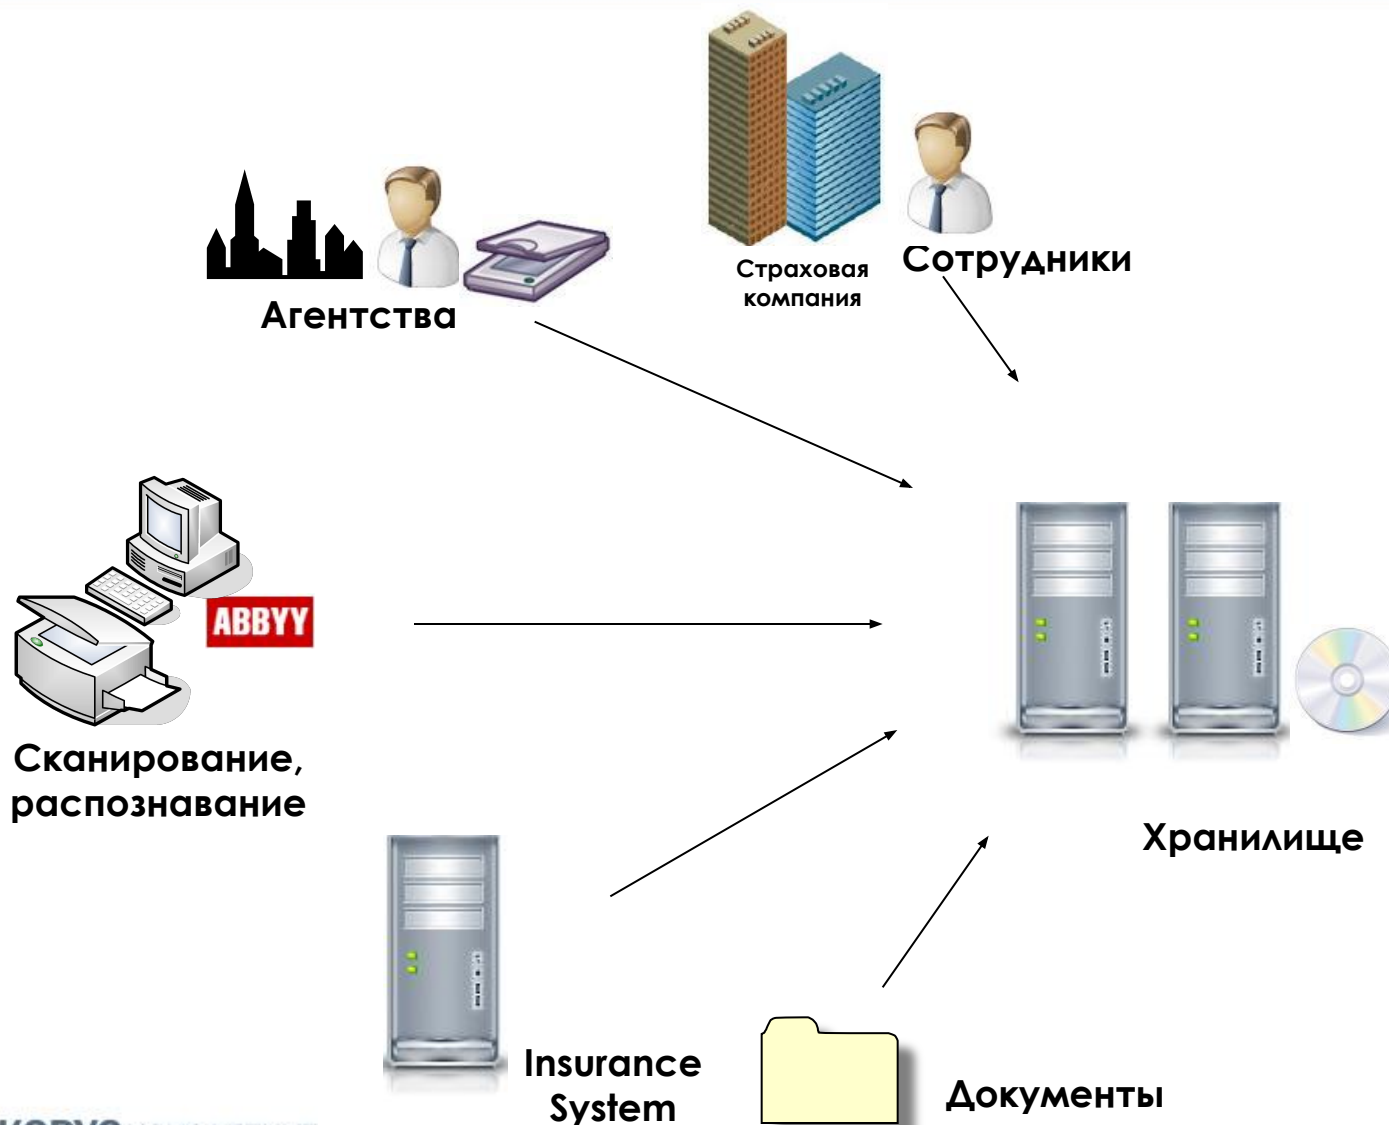 Страховая
компания
Сотрудники
Агентства
ABBYY
Сканирование,
распознавание
Хранилище
Insurance
System
Документы